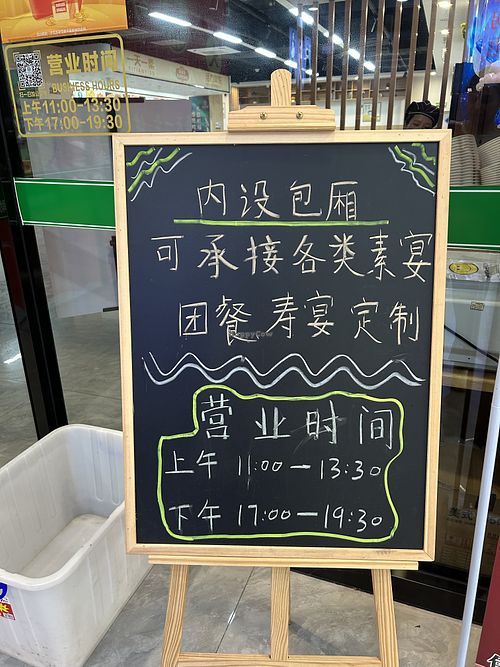 营业时间
BUSINESS HOURS
上午11:00-13:30
下午17:00-19:30
内设包厢
可承接各类素宴
团餐寿宴定制
HappyCow
营业时间
上午 11:00-13:30
下午 17:00-19:30